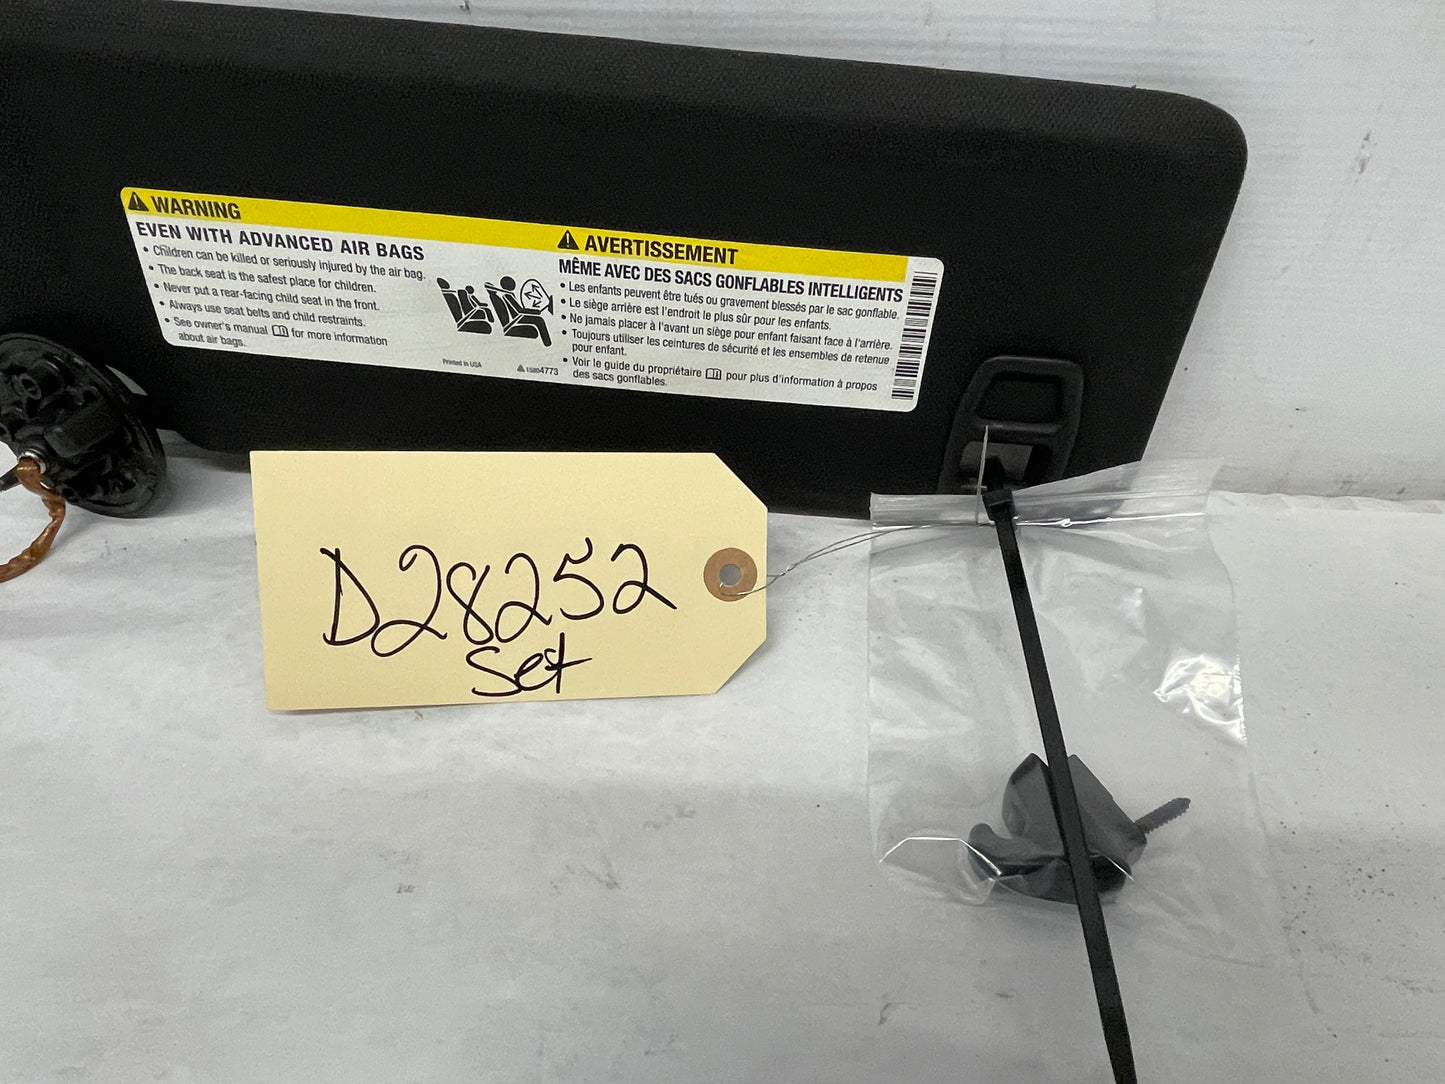 WARNING
EVEN WITH ADVANCED AIR BAGS
• Children can be killed or seriously injured by the air bag.
• The back seat is the safest place for children.
• Never put a rear-facing child seat in the front.
• Always use seat belts and child restraints.
• See owner's manual for more information
about air bags.
Printed in USA
AVERTISSEMENT
MÊME AVEC DES SACS GONFLABLES INTELLIGENTS
• Les enfants peuvent être tués ou gravement blessés par le sac gonflable.
• Le siège arrière est l'endroit le plus sûr pour les enfants.
• Ne jamais placer à l'avant un siège pour enfant faisant face à l'arrière.
• Toujours utiliser les ceintures de sécurité et les ensembles de retenue
pour enfant.
• Voir le guide du propriétaire pour plus d'information à propos
des sacs gonflables.
D28252
Set